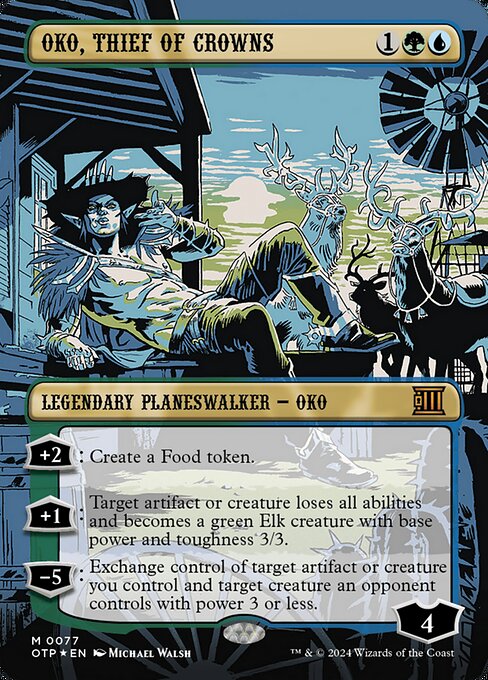 OKO, THIEF OF CROWNS 1
LEGENDARY PLANESWALKER – OKO
+2 : Create a Food token.
+1 : Target artifact or creature loses all abilities
and becomes a green Elk creature with base
power and toughness 3/3.
-5 : Exchange control of target artifact or creature
you control and target creature an opponent
controls with power 3 or less.
4
M 0077
OTP★EN MICHAEL WALSH
™ & © 2024 Wizards of the Coast